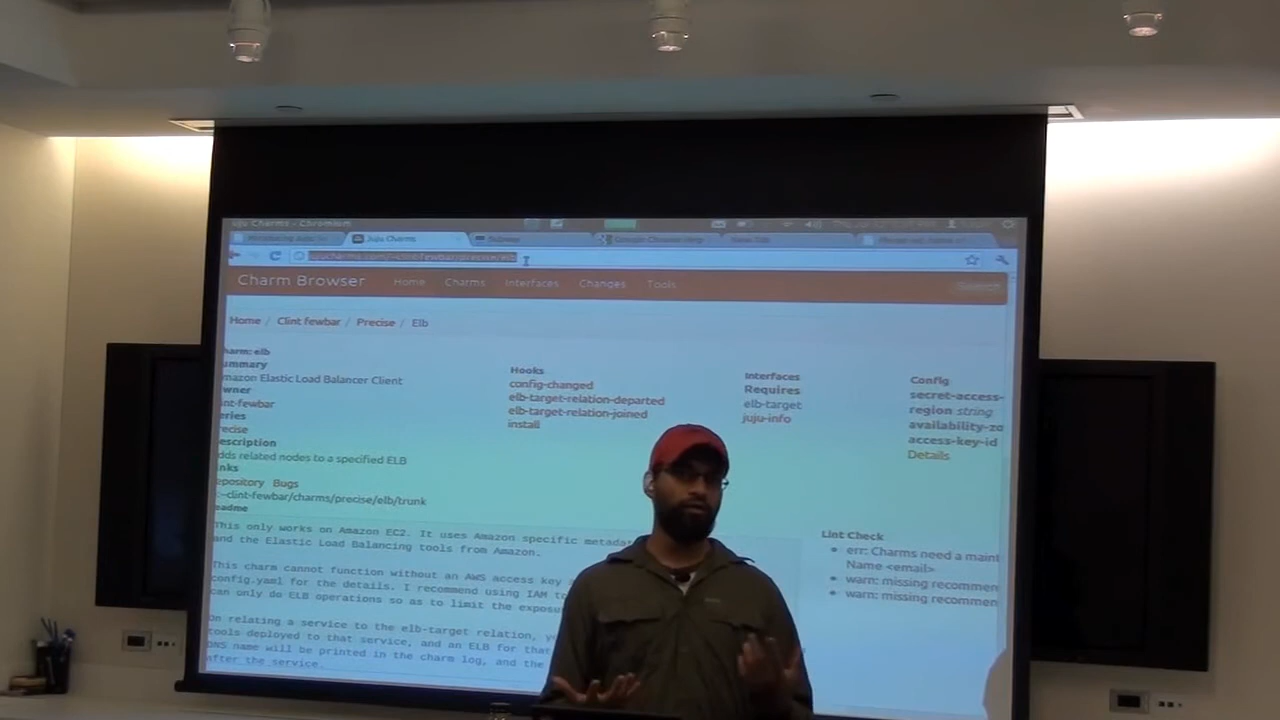 Juju Charms - Chromium
Juju Charms
Charm Browser Home Charms Interfaces Changes Tools Search
Home / Clint fewbar / Precise / Elb
harm: elb
ummary
mazon Elastic Load Balancer Client
wner
int-fewbar
eries
recise
escription
dds related nodes to a specified ELB
inks
epository Bugs
~clint-fewbar/charms/precise/elb/trunk
eadme
This only works on Amazon EC2. It uses Amazon specific metadat
and the Elastic Load Balancing tools from Amazon.
This charm cannot function without an AWS access key
config.yaml for the details. I recommend using IAM to
can only do ELB operations so as to limit the exposu
On relating a service to the elb-target relation, y
tools deployed to that service, and an ELB for that
DNS name will be printed in the charm log, and the
after the service.
Hooks
config-changed
elb-target-relation-departed
elb-target-relation-joined
install
Interfaces
Requires
elb-target
juju-info
Config
secret-access-
region string
availability-zo
access-key-id
Details
Lint Check
err: Charms need a maint
Name <email>
warn: missing recommen
warn: missing recommen